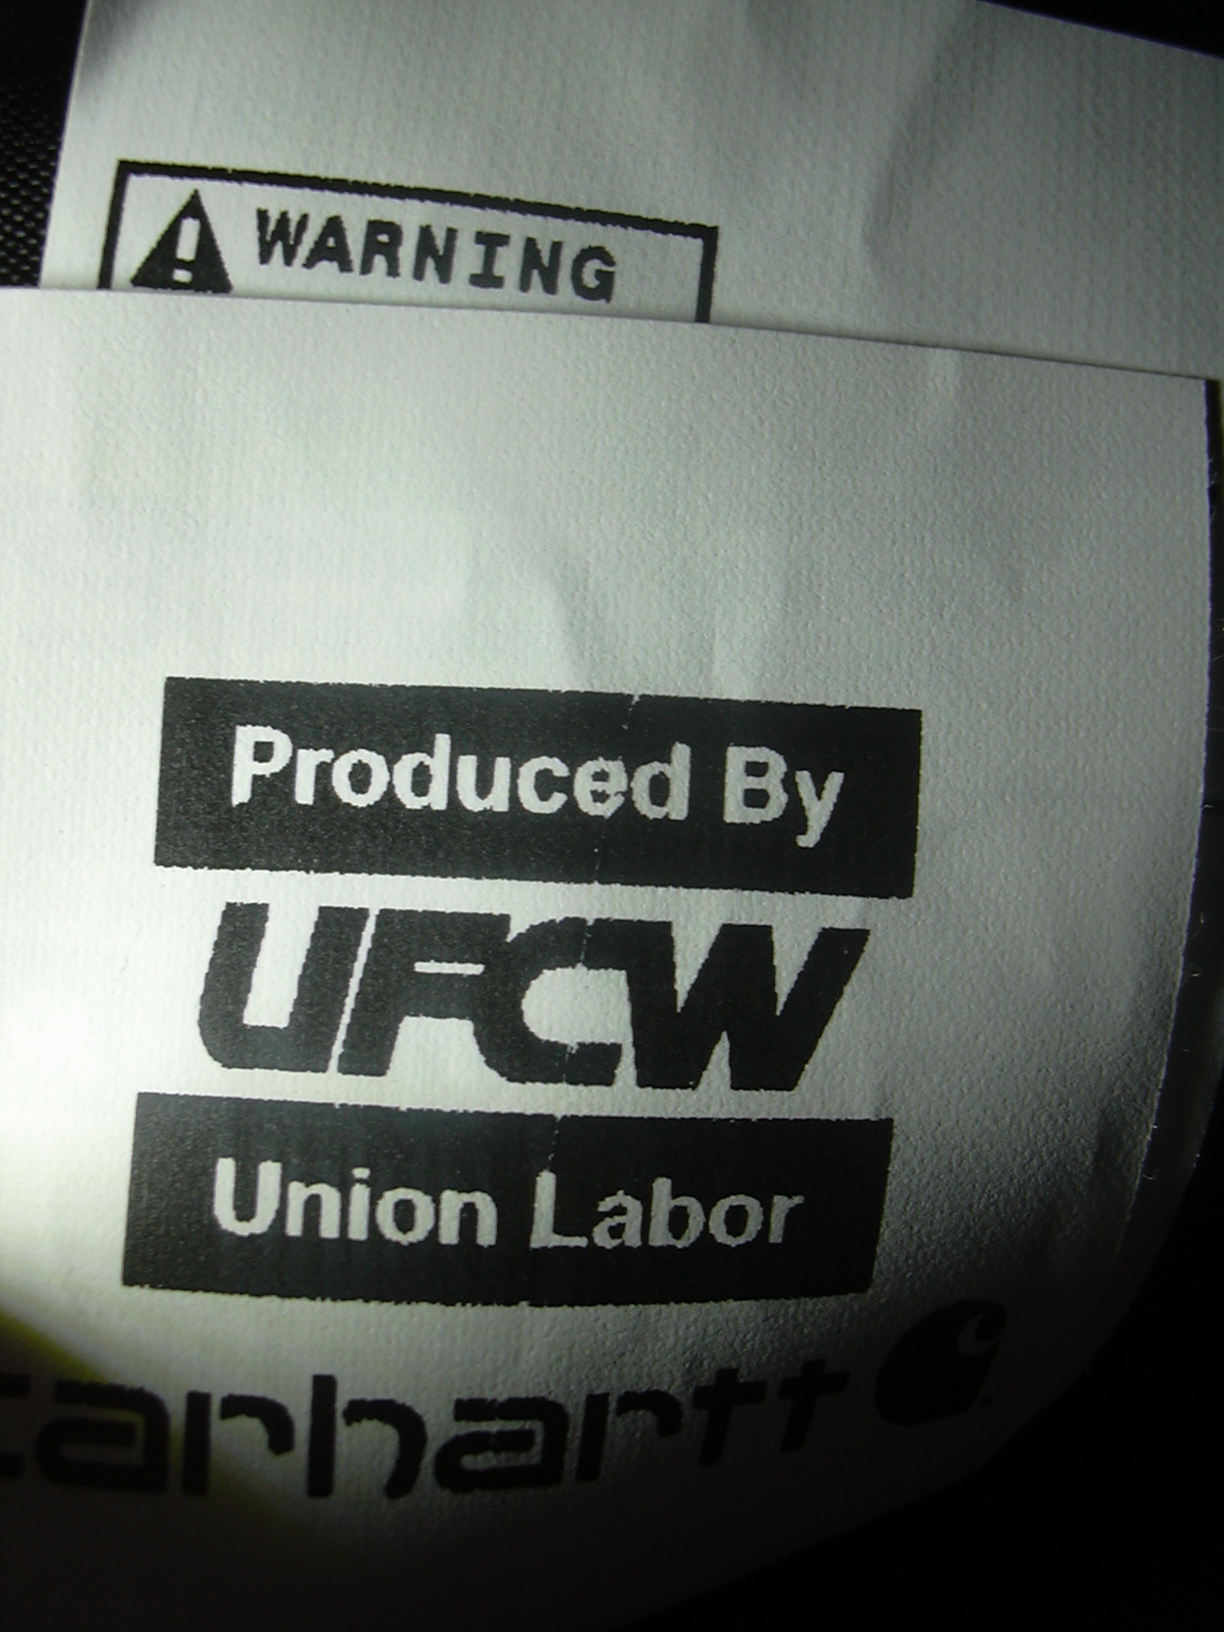 WARNING
Produced By
UFCW
Union Labor
carhartt